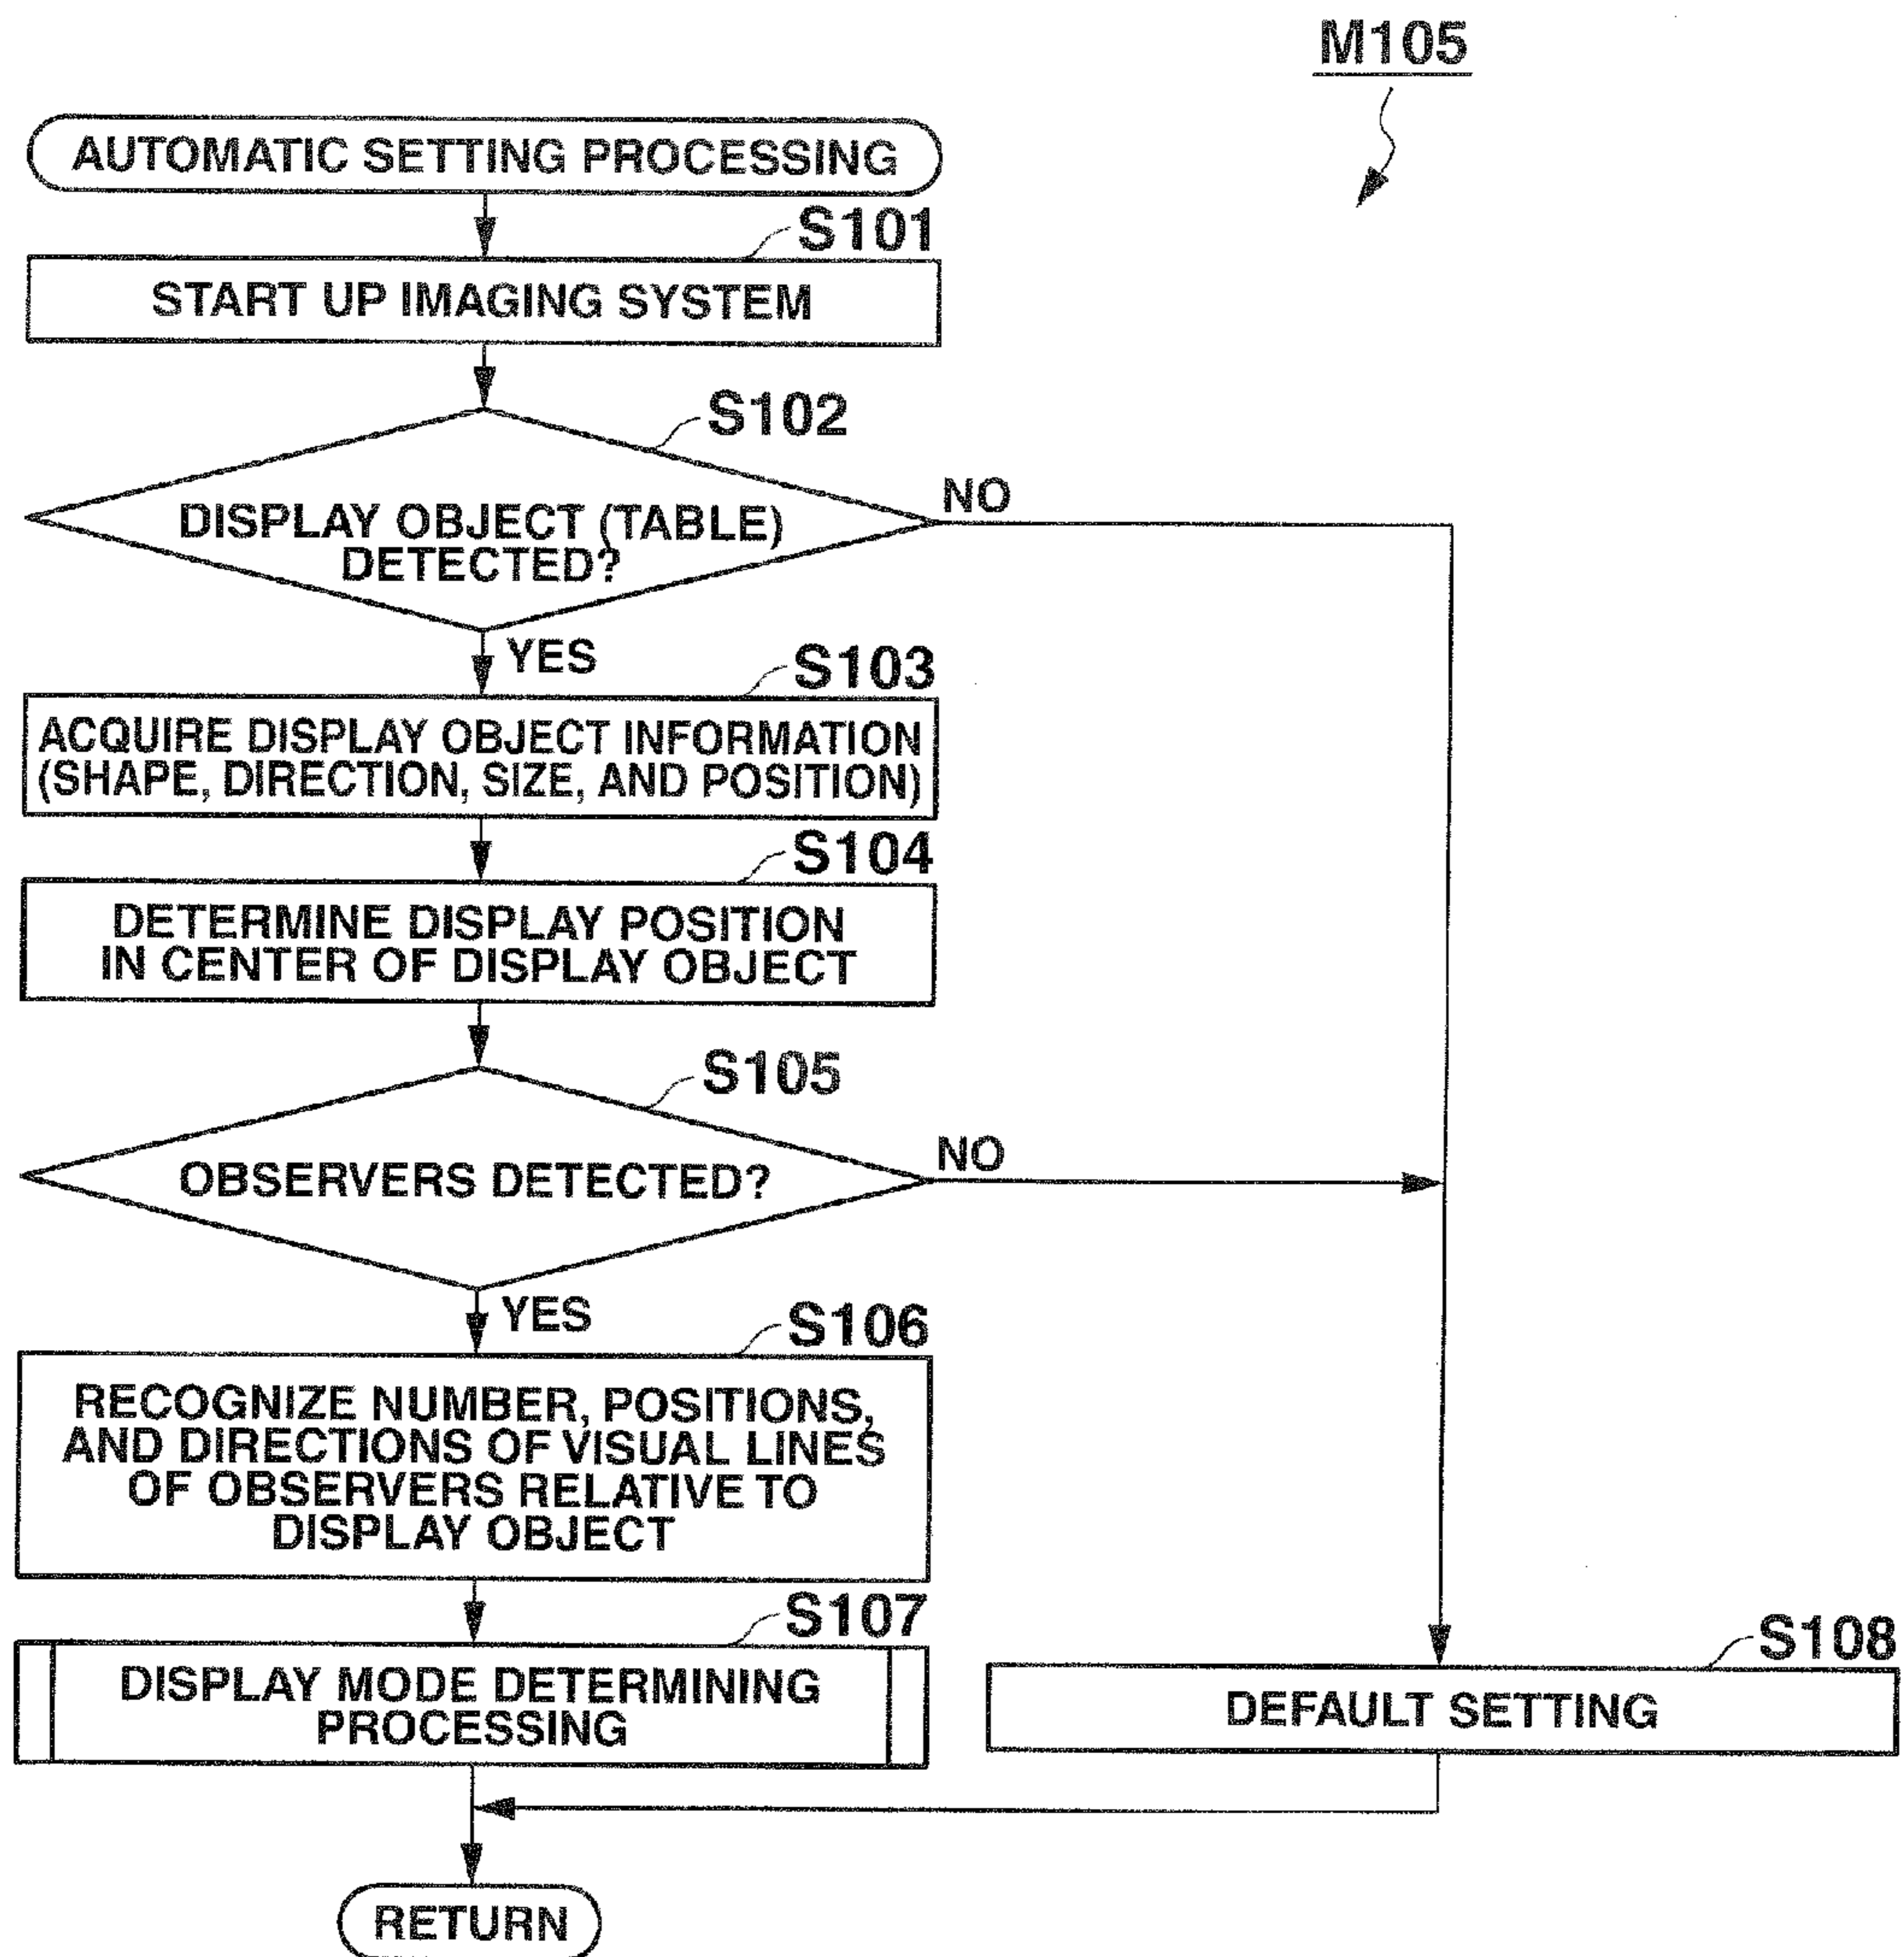 M105
AUTOMATIC SETTING PROCESSING
S101
START UP IMAGING SYSTEM
S102
DISPLAY OBJECT (TABLE)
DETECTED?
NO
YES
S103
ACQUIRE DISPLAY OBJECT INFORMATION
(SHAPE, DIRECTION, SIZE, AND POSITION)
S104
DETERMINE DISPLAY POSITION
IN CENTER OF DISPLAY OBJECT
S105
OBSERVERS DETECTED?
NO
YES
S106
RECOGNIZE NUMBER, POSITIONS,
AND DIRECTIONS OF VISUAL LINES
OF OBSERVERS RELATIVE TO
DISPLAY OBJECT
S107
DISPLAY MODE DETERMINING
PROCESSING
S108
DEFAULT SETTING
RETURN